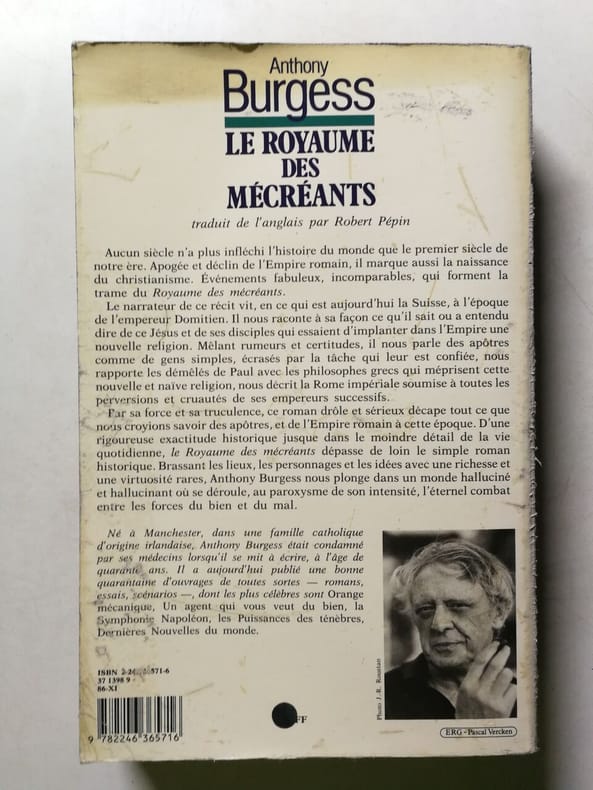 Anthony
Burgess
LE ROYAUME
DES
MÉCRÉANTS
traduit de l'anglais par Robert Pépin
Aucun siècle n'a plus infléchi l'histoire du monde que le premier siècle de
notre ère. Apogée et déclin de l'Empire romain, il marque aussi la naissance
du christianisme. Événements fabuleux, incomparables, qui forment la
trame du Royaume des mécréants.
Le narrateur de ce récit vit, en ce qui est aujourd'hui la Suisse, à l'époque
de l'empereur Domitien. Il nous raconte à sa façon ce qu'il sait ou a entendu
dire de ce Jésus et de ses disciples qui essayaient d'implanter dans l'Empire une
nouvelle religion. Mêlant rumeurs et certitudes, il nous parle des apôtres
comme de gens simples, écrasés par la tâche qui leur est confiée, nous
rapporte les démêlés de Paul avec les philosophes grecs qui méprisent cette
nouvelle et naïve religion, nous décrit la Rome impériale soumise à toutes les
perversions et cruautés de ses empereurs successifs.
Par sa force et sa truculence, ce roman drôle et sérieux décape tout ce que
nous croyions savoir des apôtres, et de l'Empire romain à cette époque. D'une
rigoureuse exactitude historique jusque dans le moindre détail de la vie
quotidienne, le Royaume des mécréants dépasse de loin le simple roman
historique. Brassant les lieux, les personnages et les idées avec une richesse et
une virtuosité rares, Anthony Burgess nous plonge dans un monde halluciné
et hallucinant où se déroule, au paroxysme de son intensité, l'éternel combat
entre les forces du bien et du mal.
Né à Manchester, dans une famille catholique
d'origine irlandaise, Anthony Burgess était condamné
par ses médecins lorsqu'il se mit à écrire, à l'âge de
quarante ans. Il a aujourd'hui publié une bonne
quarantaine d'ouvrages de toutes sortes — romans,
essais, scénarios —, dont les plus célèbres sont Orange
mécanique, Un agent qui vous veut du bien, la
Symphonie Napoléon, les Puissances des ténèbres,
Dernières Nouvelles du monde.
Photo J.-R. Roustan
ISBN 571-6
37 1398 9
86-XI
9 782246 365716
FF
ERG - Pascal Vercken